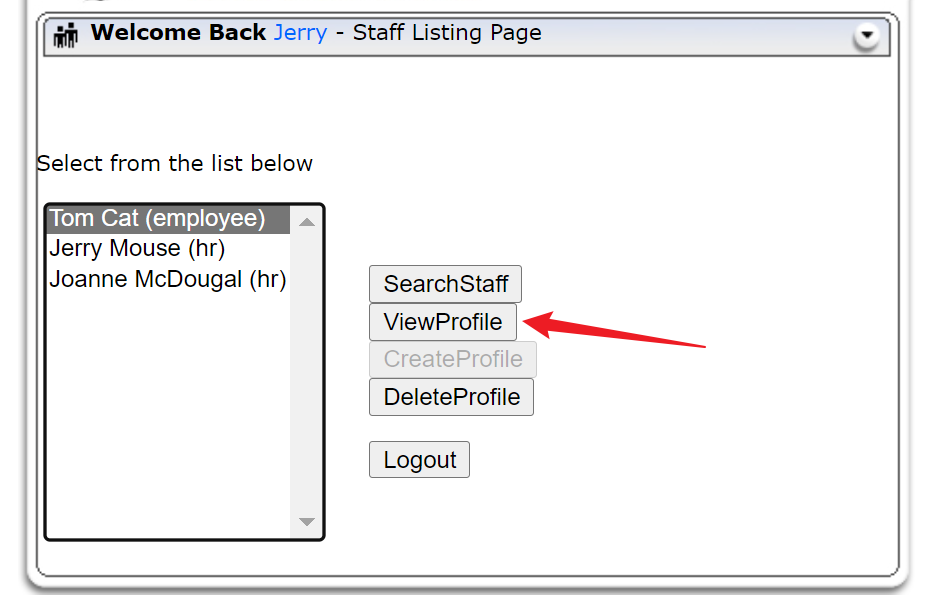 Welcome Back Jerry - Staff Listing Page
Select from the list below
Tom Cat (employee)
Jerry Mouse (hr)
Joanne McDougal (hr)
SearchStaff
ViewProfile
CreateProfile
DeleteProfile
Logout